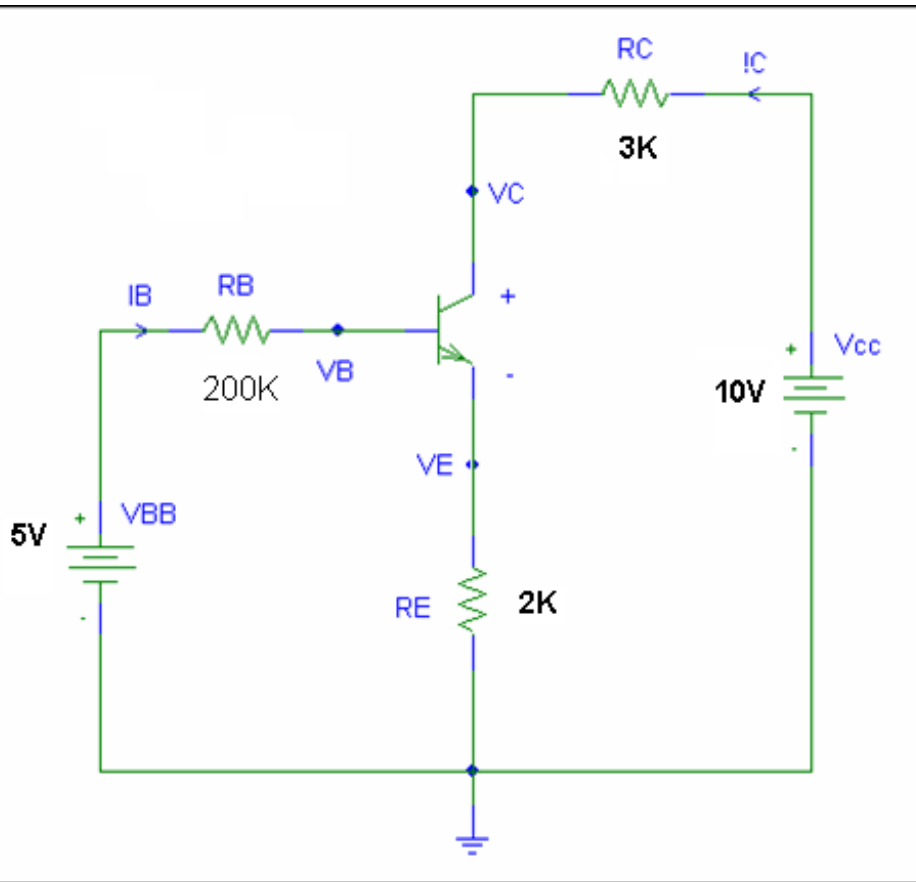 RC
!C
3K
VC
RB
IB
+
VB
200K
-
+
Vcc
10V
-
VE
+
VBB
5V
-
RE
2K